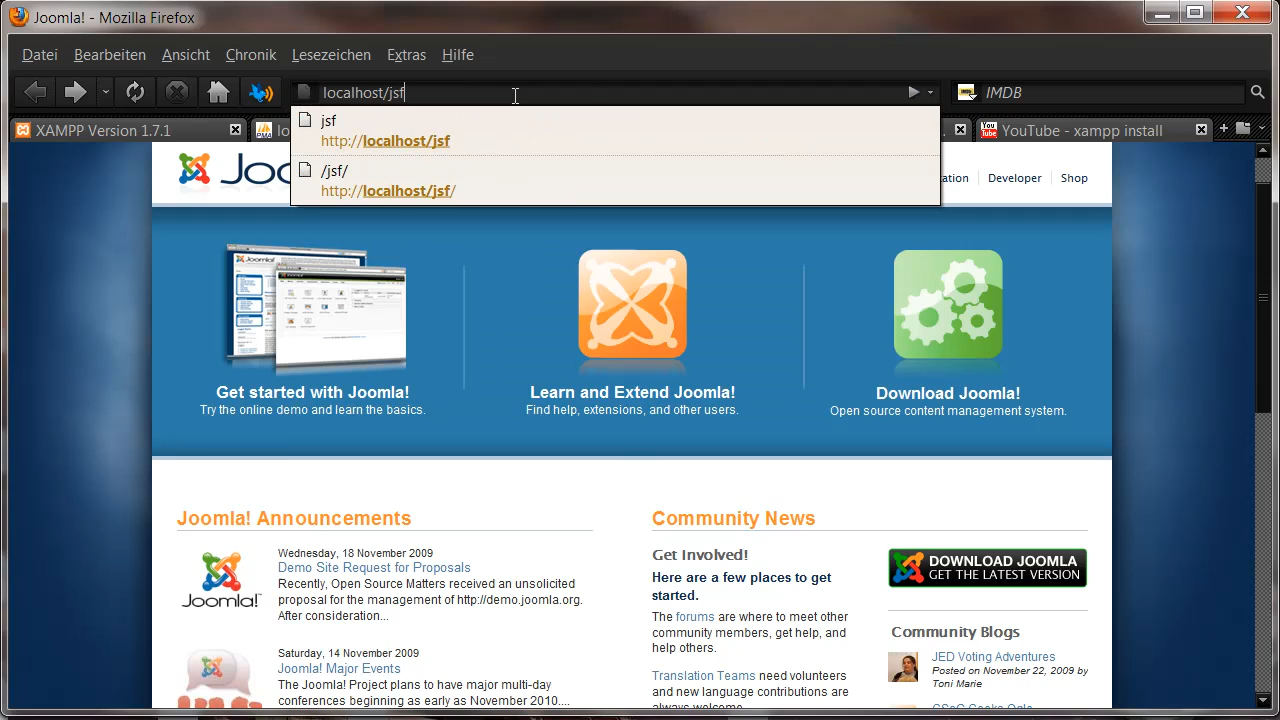 Joomla! - Mozilla Firefox
Datei Bearbeiten Ansicht Chronik Lesezeichen Extras Hilfe
localhost/jsf
IMDB
jsf
http://localhost/jsf
/jsf/
http://localhost/jsf/
XAMPP Version 1.7.1
YouTube - xampp install
Developer
Shop
Get started with Joomla!
Try the online demo and learn the basics.
Learn and Extend Joomla!
Find help, extensions, and other users.
Download Joomla!
Open source content management system.
Joomla! Announcements
Joomla!
Wednesday, 18 November 2009
Demo Site Request for Proposals
Recently, Open Source Matters received an unsolicited
proposal for the management of http://demo.joomla.org.
After consideration...
Saturday, 14 November 2009
Joomla! Major Events
The Joomla! Project plans to have major multi-day
conferences beginning as early as May 2010....
Community News
Get Involved!
Here are a few places to get
started.
The forums are where to meet other
community members, get help, and
help others.
Translation Teams need volunteers
and new language contributions are
always welcome.
DOWNLOAD JOOMLA
GET THE LATEST VERSION
Community Blogs
JED Voting Adventures
Posted on November 22, 2009 by
Toni Marie